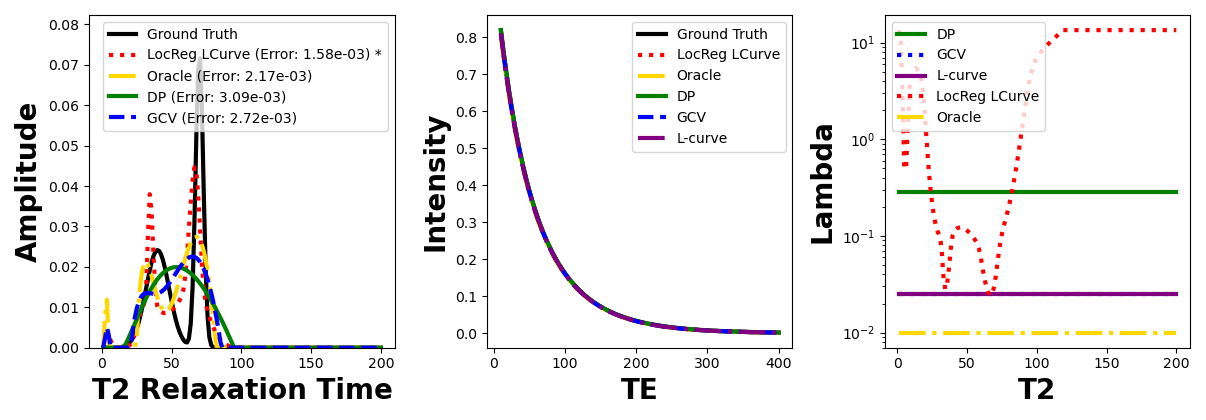 Amplitude
0.08
0.07
0.06
0.05
0.04
0.03
0.02
0.01
0.00
Ground Truth
LocReg LCurve (Error: 1.58e-03) *
Oracle (Error: 2.17e-03)
DP (Error: 3.09e-03)
GCV (Error: 2.72e-03)
0 50 100 150 200
T2 Relaxation Time
Intensity
0.8
0.7
0.6
0.5
0.4
0.3
0.2
0.1
0.0
Ground Truth
LocReg LCurve
Oracle
DP
GCV
L-curve
0 100 200 300 400
TE
Lambda
10¹
10⁰
10⁻¹
10⁻²
DP
GCV
L-curve
LocReg LCurve
Oracle
0 50 100 150 200
T2